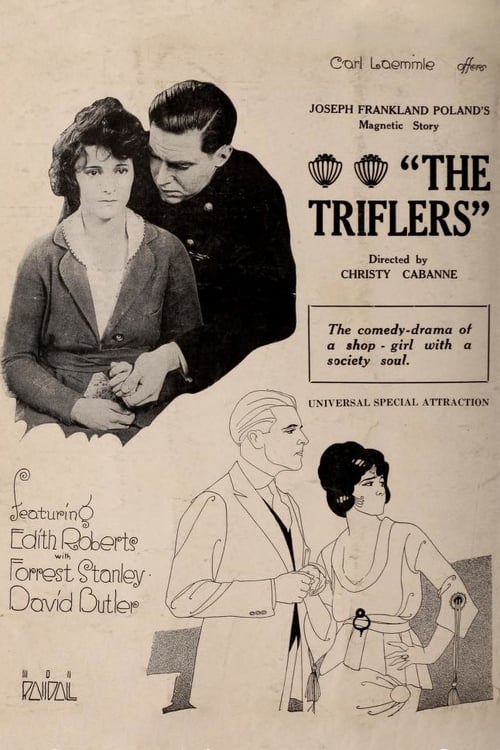 Carl Laemmle offers
JOSEPH FRANKLAND POLAND'S
Magnetic Story
"THE
TRIFLERS"
Directed by
CHRISTY CABANNE
The comedy-drama of
a shop-girl with a
society soul.
UNIVERSAL SPECIAL ATTRACTION
Featuring
Edith Roberts
with
Forrest Stanley-
David Butler
RANDALL